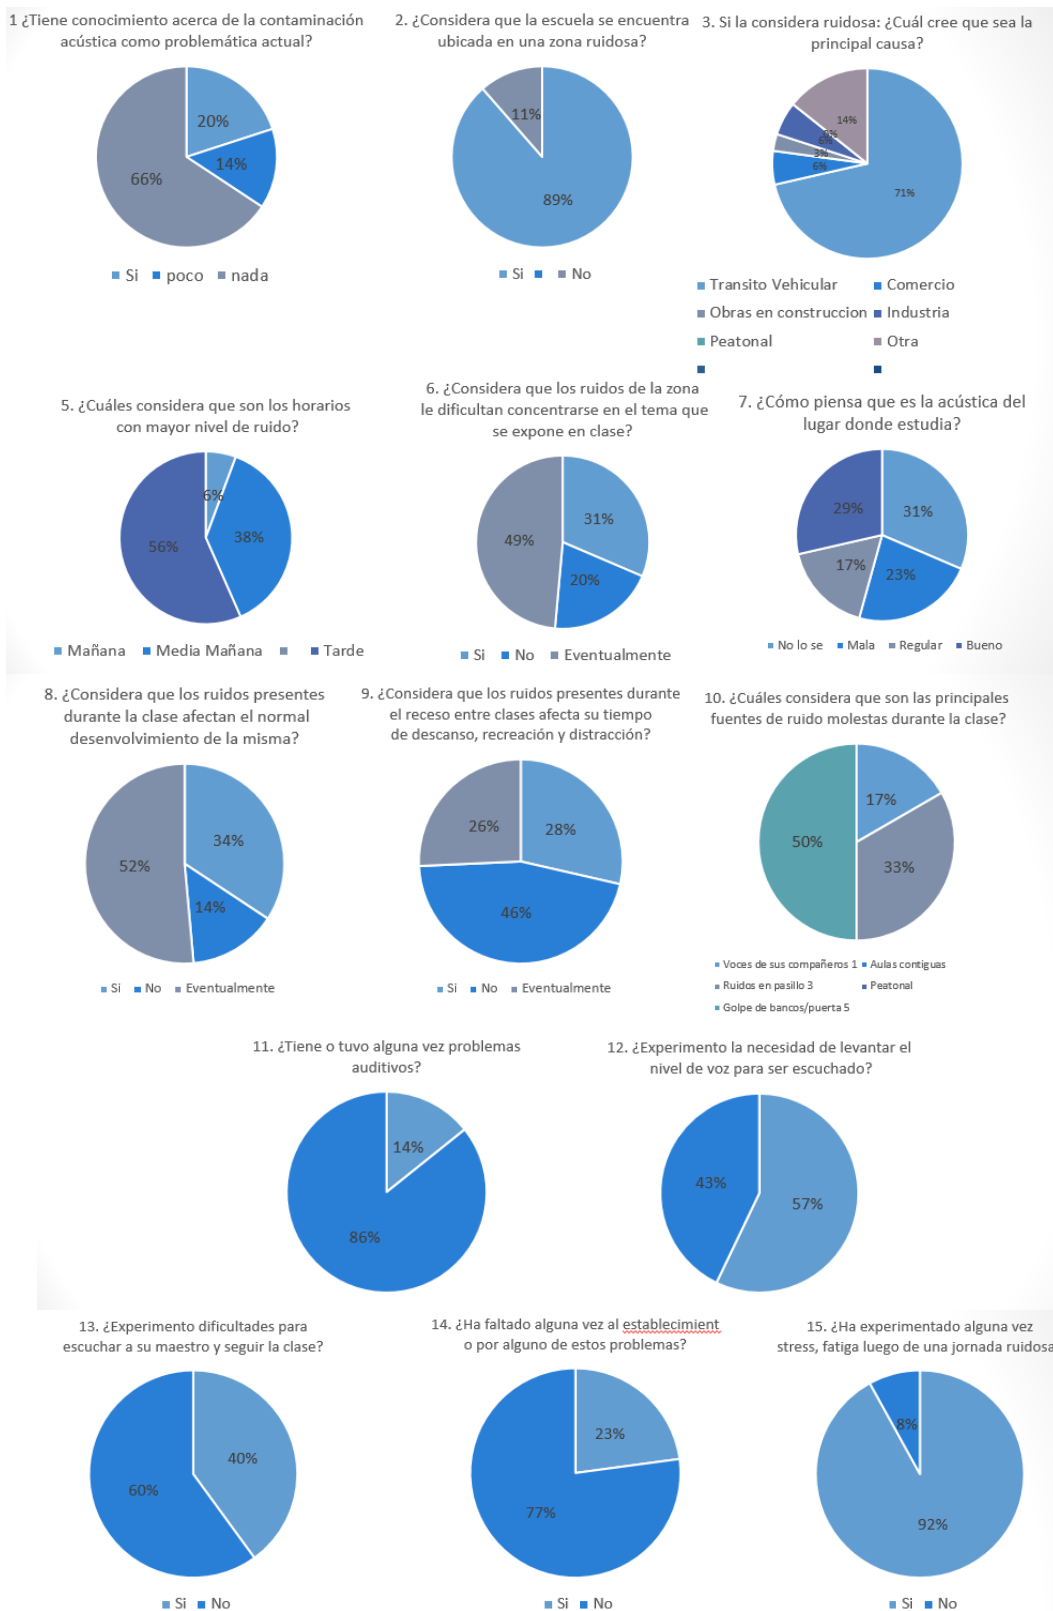 1 ¿Tiene conocimiento acerca de la contaminación
acústica como problemática actual?
20%
14%
66%
Si poco nada
2. ¿Considera que la escuela se encuentra
ubicada en una zona ruidosa?
11%
89%
Si No
3. Si la considera ruidosa: ¿Cuál cree que sea la
principal causa?
14%
0%
6%
3%
6%
71%
Transito Vehicular Comercio
Obras en construccion Industria
Peatonal Otra
5. ¿Cuáles considera que son los horarios
con mayor nivel de ruido?
6%
38%
56%
Mañana Media Mañana Tarde
6. ¿Considera que los ruidos de la zona
le dificultan concentrarse en el tema que
se expone en clase?
31%
49%
20%
Si No Eventualmente
7. ¿Cómo piensa que es la acústica del
lugar donde estudia?
29%
31%
17%
23%
No lo se Mala Regular Bueno
8. ¿Considera que los ruidos presentes
durante la clase afectan el normal
desenvolvimiento de la misma?
34%
52%
14%
Si No Eventualmente
9. ¿Considera que los ruidos presentes durante
el receso entre clases afecta su tiempo
de descanso, recreación y distracción?
26%
28%
46%
Si No Eventualmente
10. ¿Cuáles considera que son las principales
fuentes de ruido molestas durante la clase?
17%
50%
33%
Voces de sus compañeros 1 Aulas contiguas
Ruidos en pasillo 3 Peatonal
Golpe de bancos/puerta 5
11. ¿Tiene o tuvo alguna vez problemas
auditivos?
14%
86%
12. ¿Experimento la necesidad de levantar el
nivel de voz para ser escuchado?
43%
57%
13. ¿Experimento dificultades para
escuchar a su maestro y seguir la clase?
40%
60%
Si No
14. ¿Ha faltado alguna vez al establecimient
o por alguno de estos problemas?
23%
77%
Si No
15. ¿Ha experimentado alguna vez
stress, fatiga luego de una jornada ruidosa
8%
92%
Si No